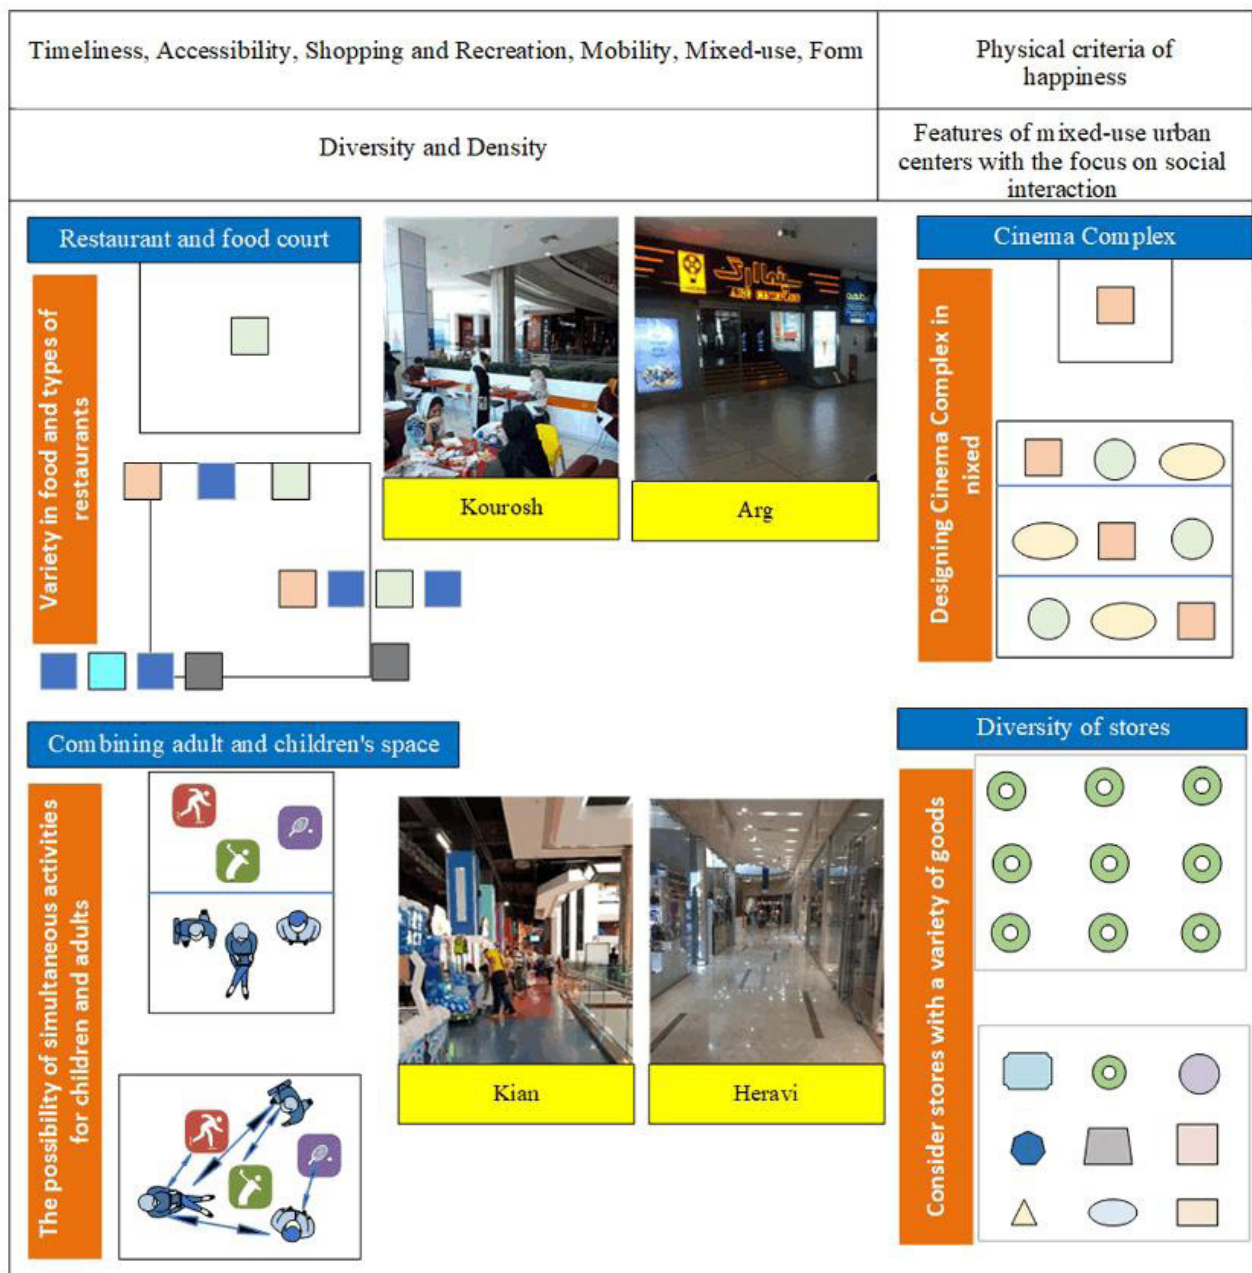 Timeliness, Accessibility, Shopping and Recreation, Mobility, Mixed-use, Form
Physical criteria of
happiness
Diversity and Density
Features of mixed-use urban
centers with the focus on social
interaction
Restaurant and food court
Variety in food and types of
restaurants
Kourosh
سینما ارگ
Arg
Cinema Complex
Designing Cinema Complex in
nixed
Combining adult and children's space
The possibility of simultaneous activities
for children and adults
Kian
Heravi
Diversity of stores
Consider stores with a variety of goods